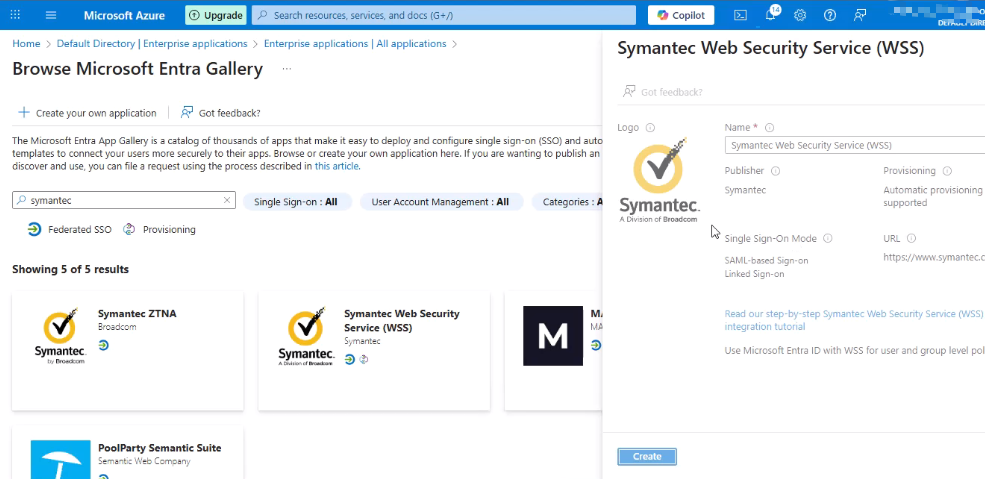 Microsoft Azure
Upgrade
Search resources, services, and docs (G+/)
Copilot
14
Home > Default Directory | Enterprise applications > Enterprise applications | All applications >
Browse Microsoft Entra Gallery ...
Create your own application
Got feedback?
The Microsoft Entra App Gallery is a catalog of thousands of apps that make it easy to deploy and configure single sign-on (SSO) and auto
templates to connect your users more securely to their apps. Browse or create your own application here. If you are wanting to publish an
discover and use, you can file a request using the process described in this article.
symantec
Single Sign-on : All
User Account Management : All
Categories : A
Federated SSO
Provisioning
Showing 5 of 5 results
Symantec ZTNA
Broadcom
Symantec.
by Broadcom
Symantec Web Security
Service (WSS)
Symantec
Symantec.
A Division of Broadcom
M
MA
MA
PoolParty Semantic Suite
Semantic Web Company
Symantec Web Security Service (WSS)
Got feedback?
Logo
Symantec.
A Division of Broadcom
Name *
Symantec Web Security Service (WSS)
Publisher
Symantec
Provisioning
Automatic provisioning
supported
Single Sign-On Mode
SAML-based Sign-on
Linked Sign-on
URL
https://www.symantec.c
Read our step-by-step Symantec Web Security Service (WSS)
integration tutorial
Use Microsoft Entra ID with WSS for user and group level pol
Create